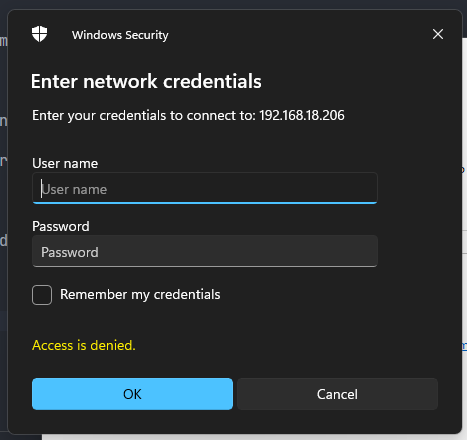 Windows Security
Enter network credentials
Enter your credentials to connect to: 192.168.18.206
User name
User name
Password
Password
Remember my credentials
Access is denied.
OK
Cancel